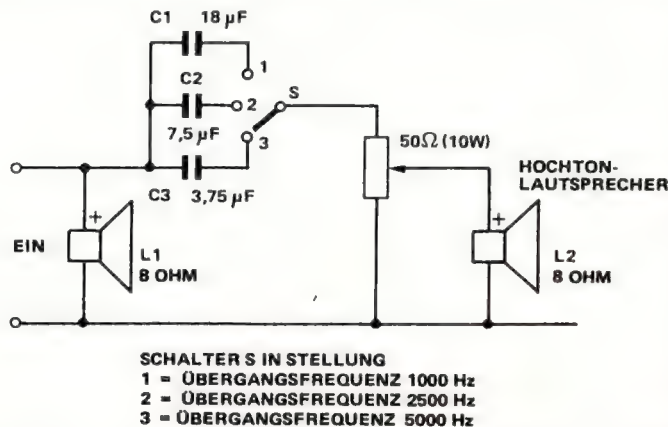 C1
18 µF
1
C2
S
2
7,5 µF
3
50Ω (10W)
C3
3,75 µF
HOCHTON-
LAUTSPRECHER
+
+
EIN
L1
8 OHM
L2
8 OHM
SCHALTER S IN STELLUNG
1 = ÜBERGANGSFREQUENZ 1000 Hz
2 = ÜBERGANGSFREQUENZ 2500 Hz
3 = ÜBERGANGSFREQUENZ 5000 Hz